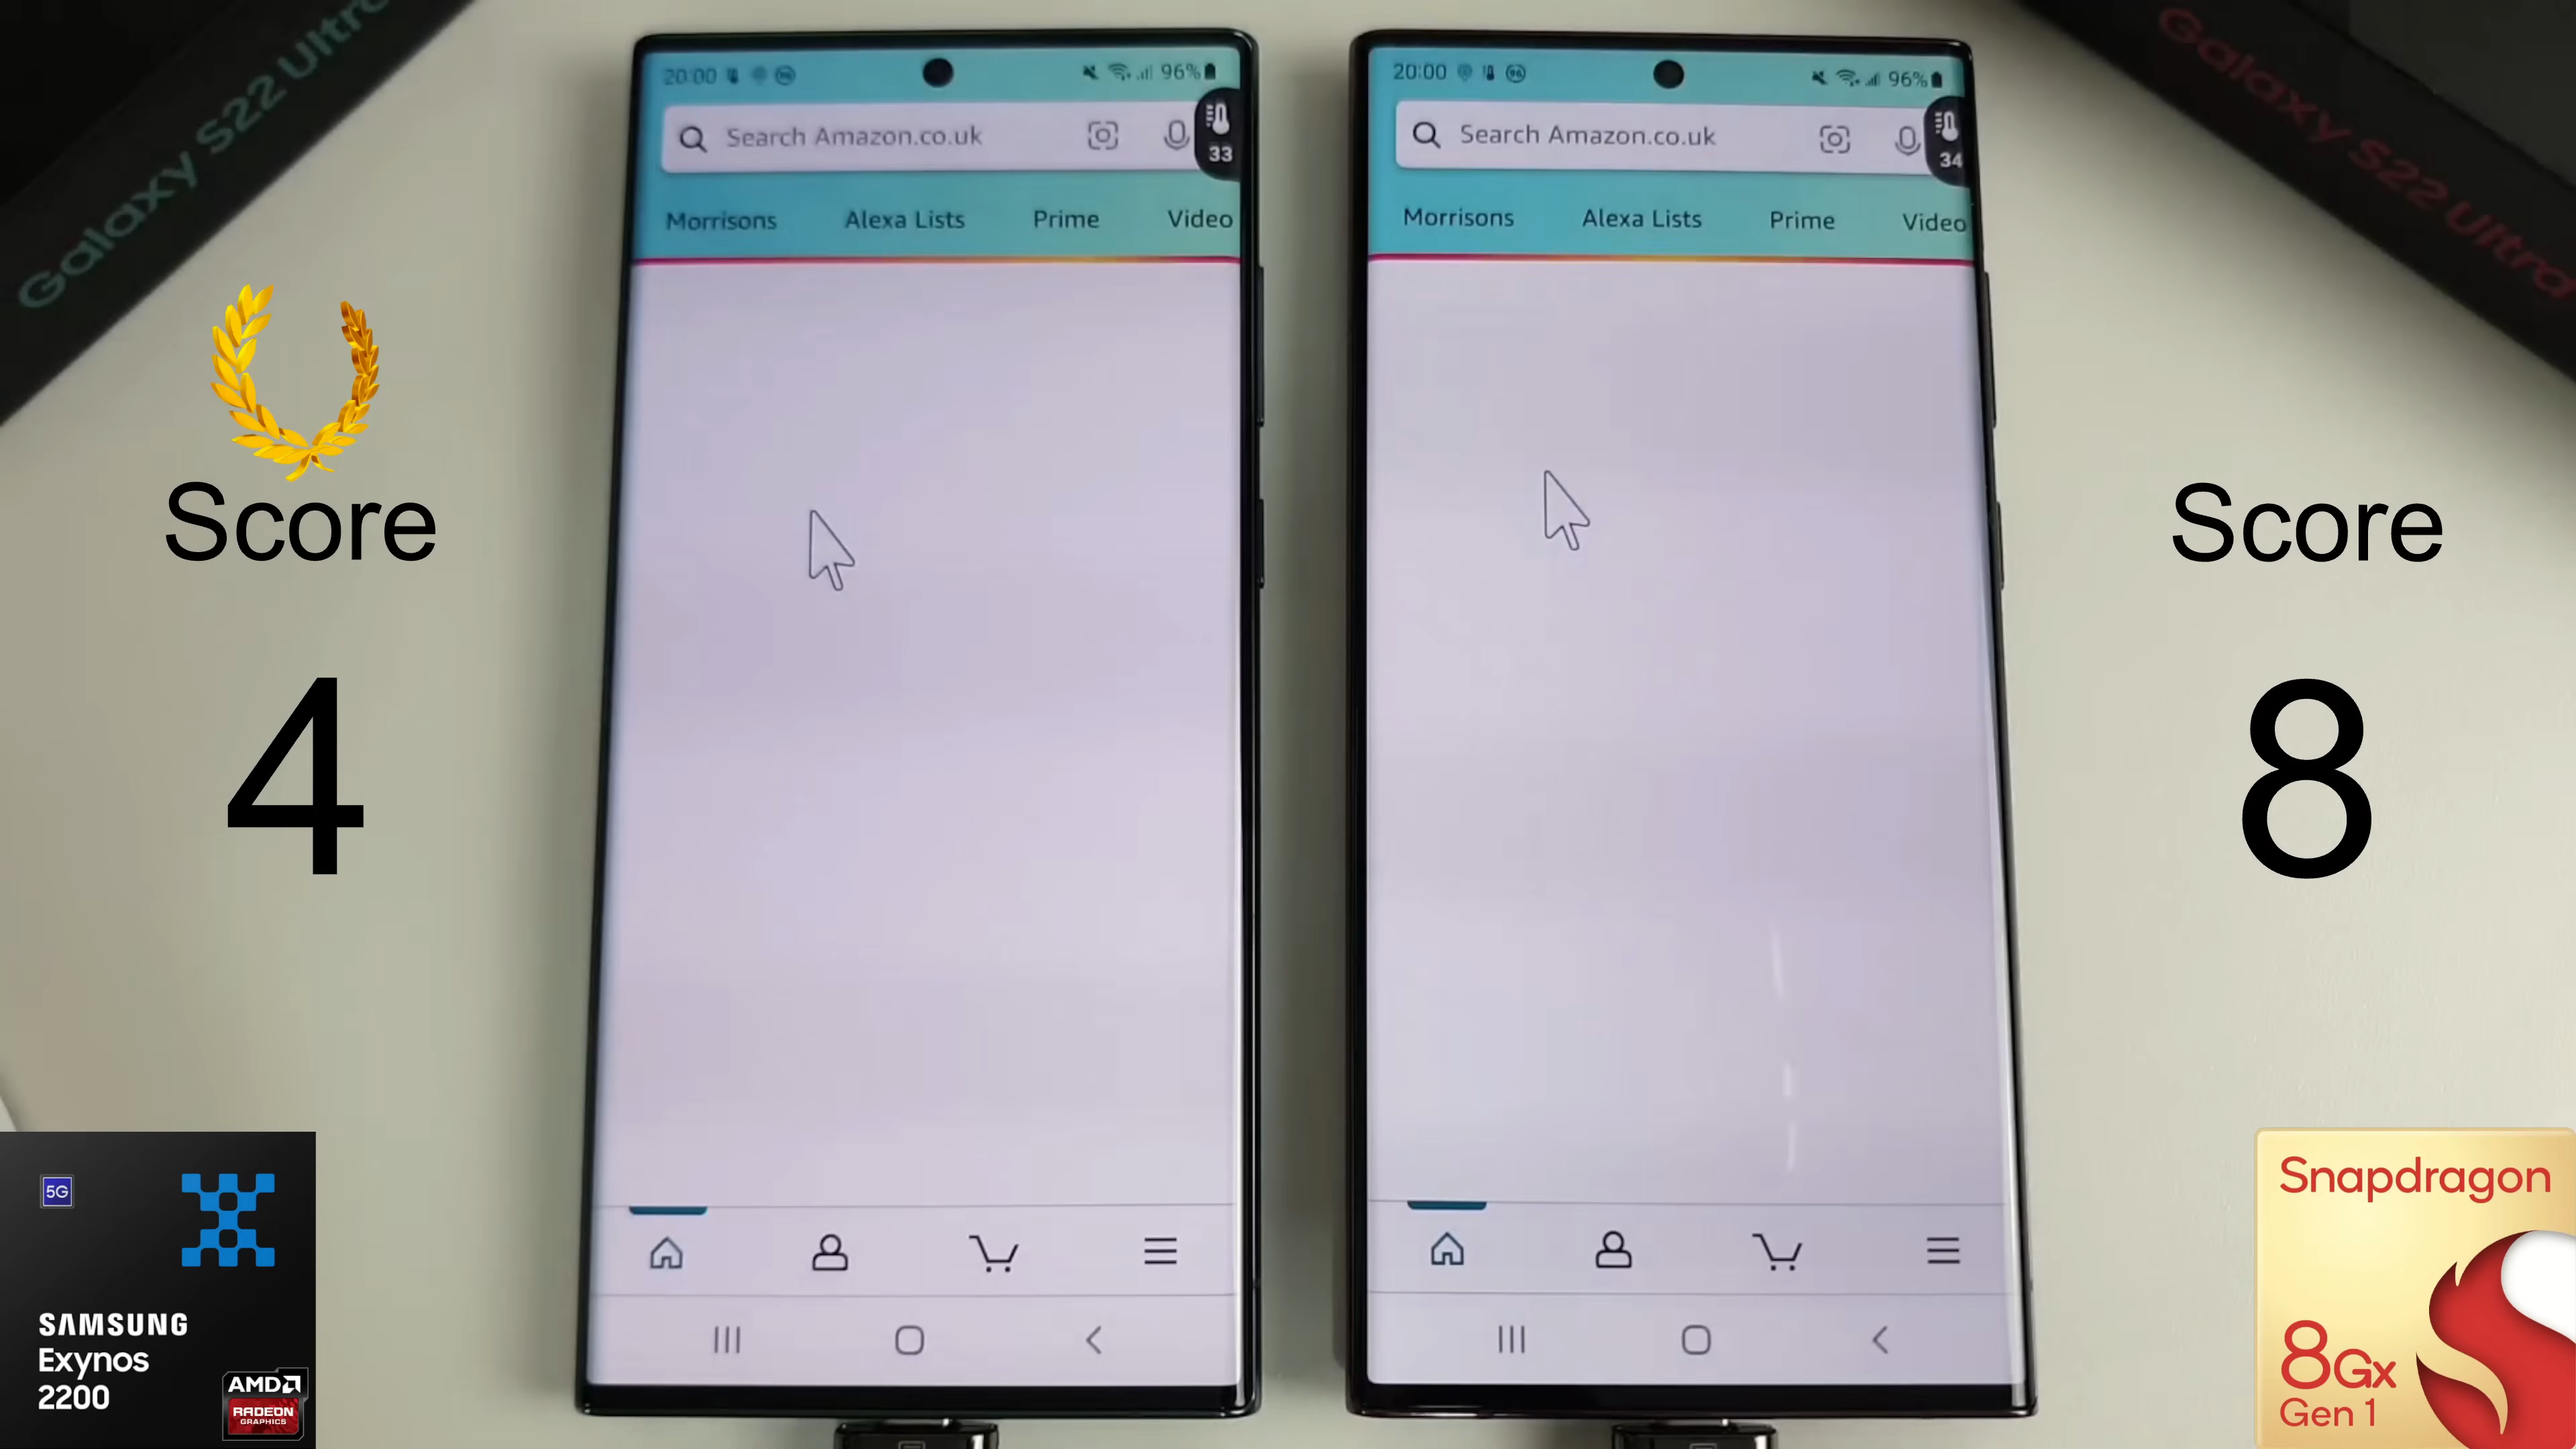 Galaxy S22 Ultra
Galaxy S22 Ultra
20:00
96%
Search Amazon.co.uk
33
Morrisons Alexa Lists Prime Video
20:00
96%
Search Amazon.co.uk
34
Morrisons Alexa Lists Prime Video
Score
4
Score
8
5G
SAMSUNG
Exynos
2200
AMD
RADEON
GRAPHICS
Snapdragon
8Gx
Gen 1